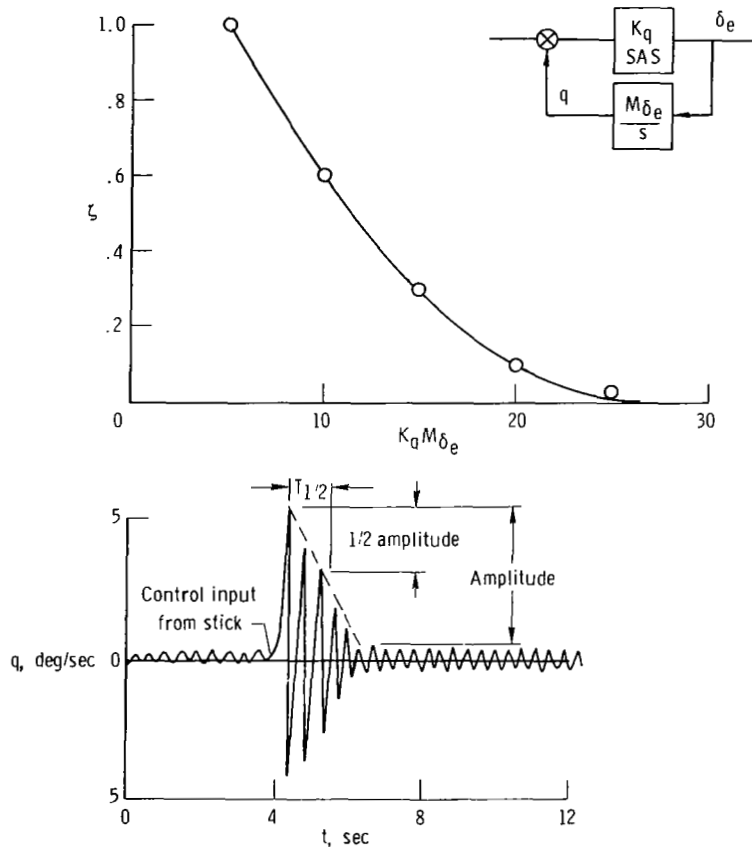 1.0
.8
.6
.4
.2
0
ζ
10
20
30
K_q M_δe
K_q
SAS
δ_e
q
M_δe
s
T_1/2
5
1/2 amplitude
Amplitude
Control input
from stick
q, deg/sec
0
5
0
4
8
12
t, sec